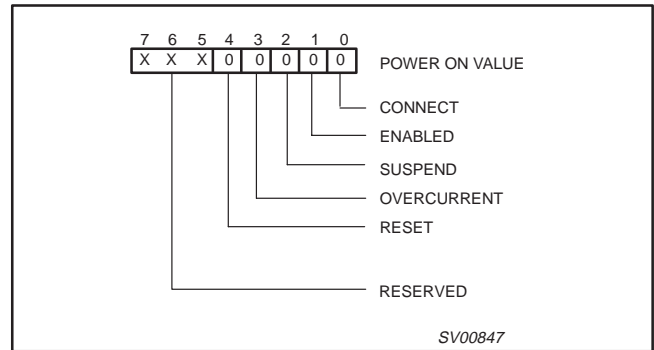 7 6 5 4 3 2 1 0
X X X 0 0 0 0 0 POWER ON VALUE
CONNECT
ENABLED
SUSPEND
OVERCURRENT
RESET
RESERVED
SV00847